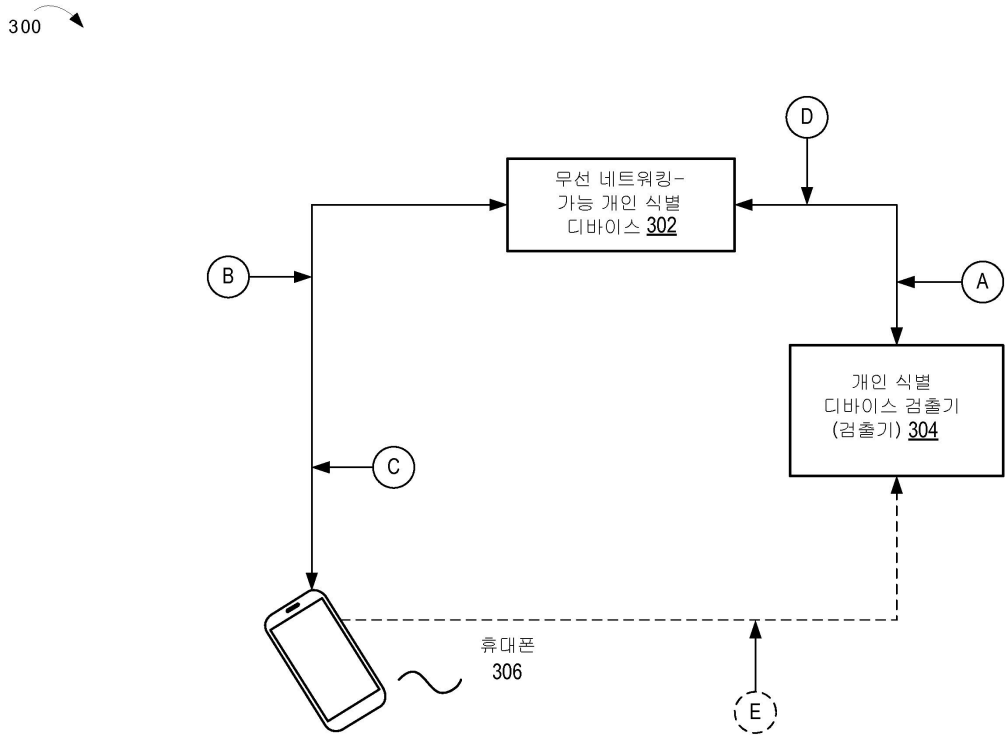 300
D
무선 네트워킹-
가능 개인 식별
디바이스 302
B
A
개인 식별
디바이스 검출기
(검출기) 304
C
휴대폰
306
E